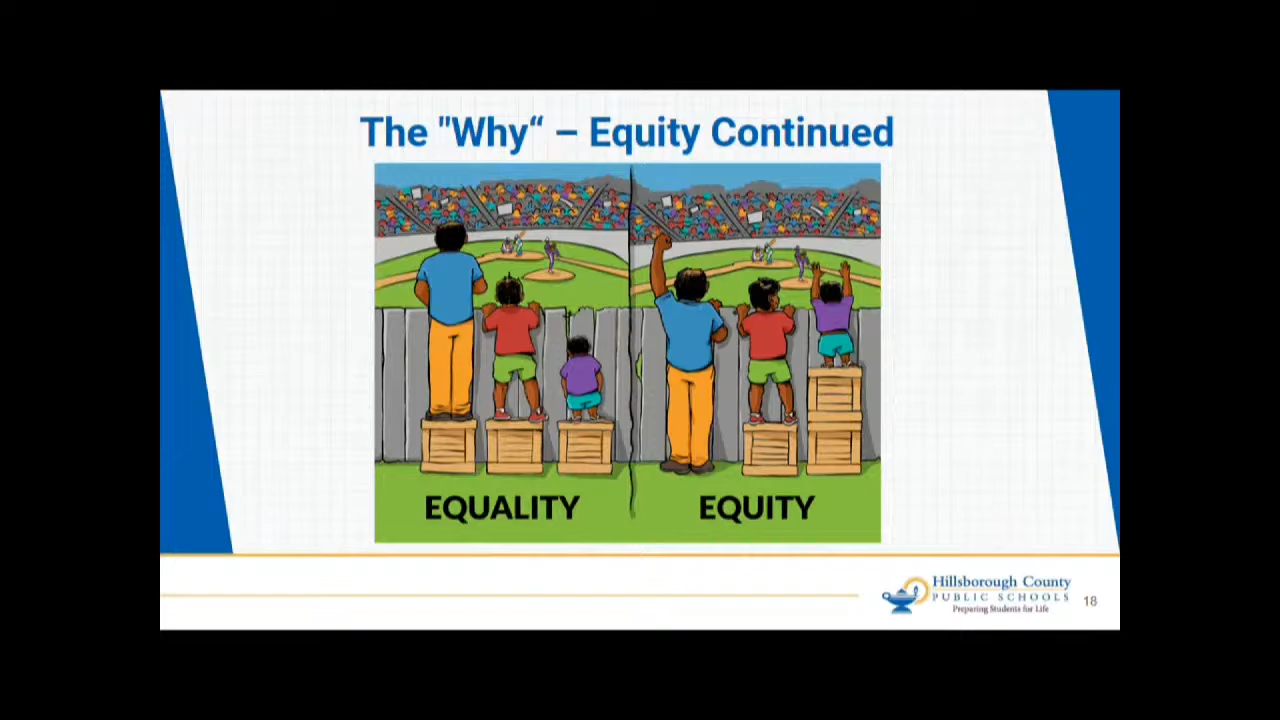 The "Why“ – Equity Continued
EQUALITY
EQUITY
Hillsborough County
PUBLIC SCHOOLS
Preparing Students for Life
18